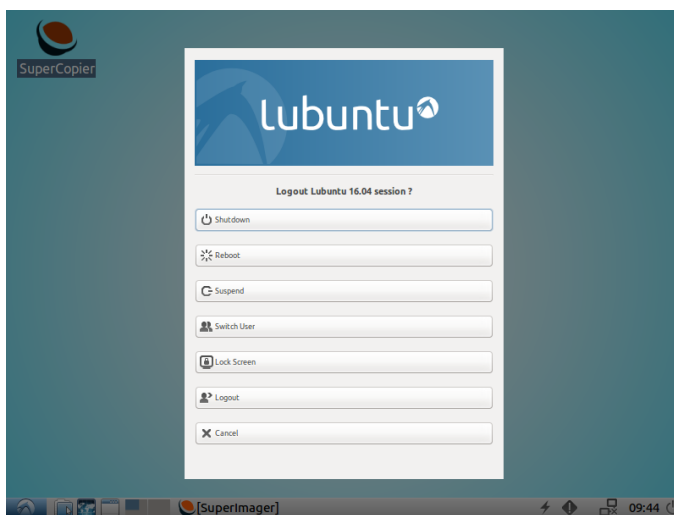 SuperCopier
lubuntu
Logout Lubuntu 16.04 session ?
Shutdown
Reboot
Suspend
Switch User
Lock Screen
Logout
Cancel
[SuperImager]
09:44